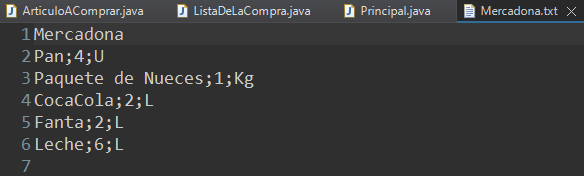 ArticuloAComprar.java ListaDeLaCompra.java Principal.java Mercadona.txt
1 Mercadona
2 Pan;4;U
3 Paquete de Nueces;1;Kg
4 CocaCola;2;L
5 Fanta;2;L
6 Leche;6;L
7